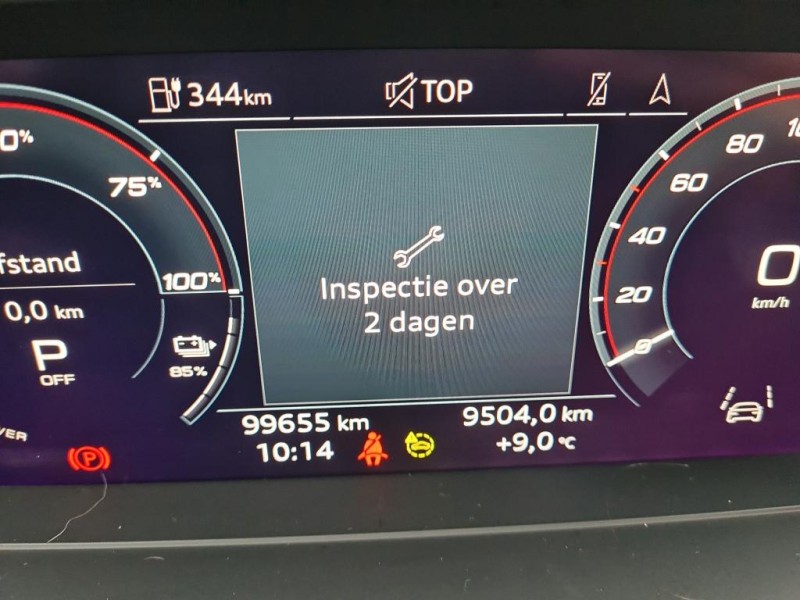 344km
TOP
0%
75%
100%
fstand
0,0 km
P
OFF
85%
VER
Inspectie over
2 dagen
80
60
40
20
0
0
km/h
99655 km
9504,0 km
10:14
+9,0 °C
P